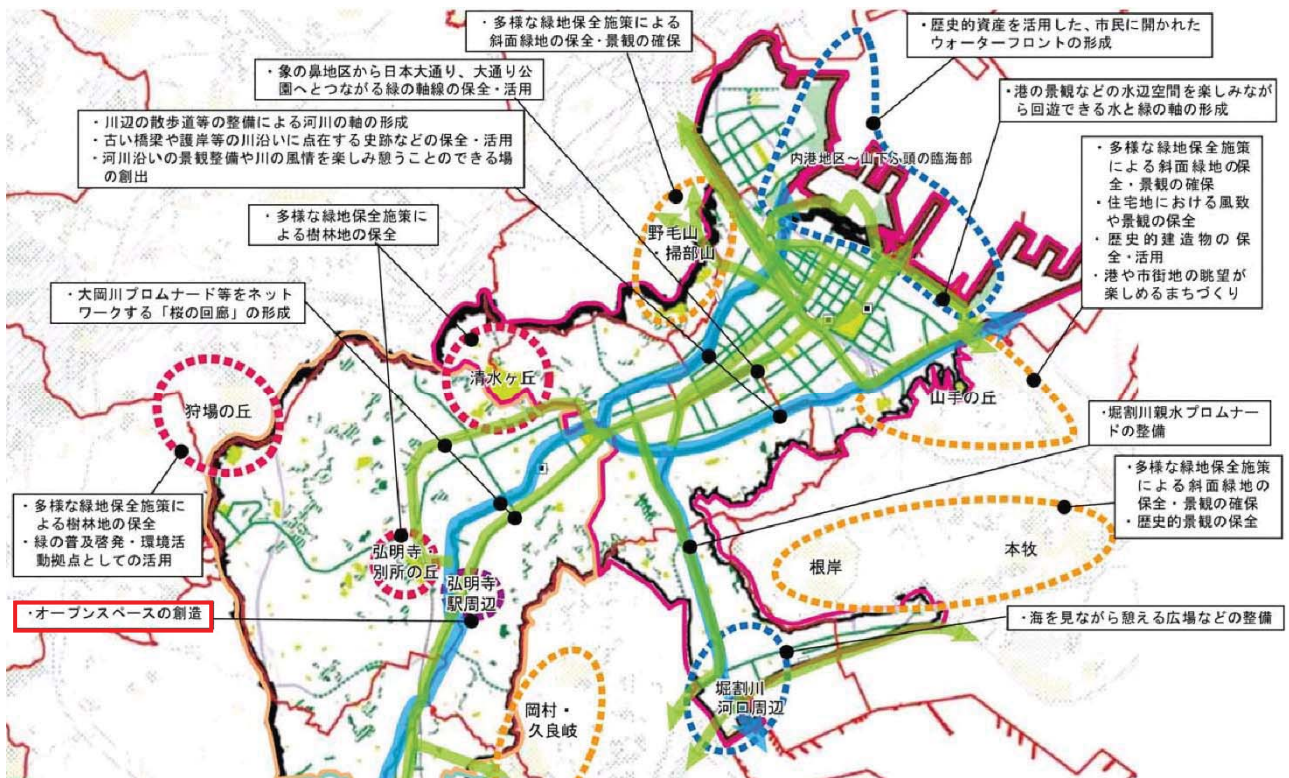 ・多様な緑地保全施策による
斜面緑地の保全・景観の確保
・歴史的資産を活用した、市民に開かれた
ウォーターフロントの形成
・象の鼻地区から日本大通り、大通り公
園へとつながる緑の軸線の保全・活用
・港の景観などの水辺空間を楽しみなが
ら回遊できる水と緑の軸の形成
・川辺の散歩道等の整備による河川の軸の形成
・古い橋梁や護岸等の川沿いに点在する史跡などの保全・活用
・河川沿いの景観整備や川の風情を楽しみ憩うことのできる場
の創出
内港地区～山下ふ頭の臨海部
・多様な緑地保全施策
による斜面緑地の保
全・景観の確保
・住宅地における風致
や景観の保全
・歴史的建造物の保
全・活用
・港や市街地の眺望が
楽しめるまちづくり
・多様な緑地保全施策に
よる樹林地の保全
野毛山
・掃部山
・大岡川プロムナード等をネット
ワークする「桜の回廊」の形成
清水ヶ丘
狩場の丘
山手の丘
・堀割川親水プロムナー
ドの整備
・多様な緑地保全施策
による斜面緑地の
保全・景観の確保
・歴史的景観の保全
・多様な緑地保全施策に
よる樹林地の保全
・緑の普及啓発・環境活
動拠点としての活用
弘明寺・
別所の丘
弘明寺
駅周辺
根岸
本牧
・オープンスペースの創造
・海を見ながら憩える広場などの整備
堀割川
河口周辺
岡村・
久良岐